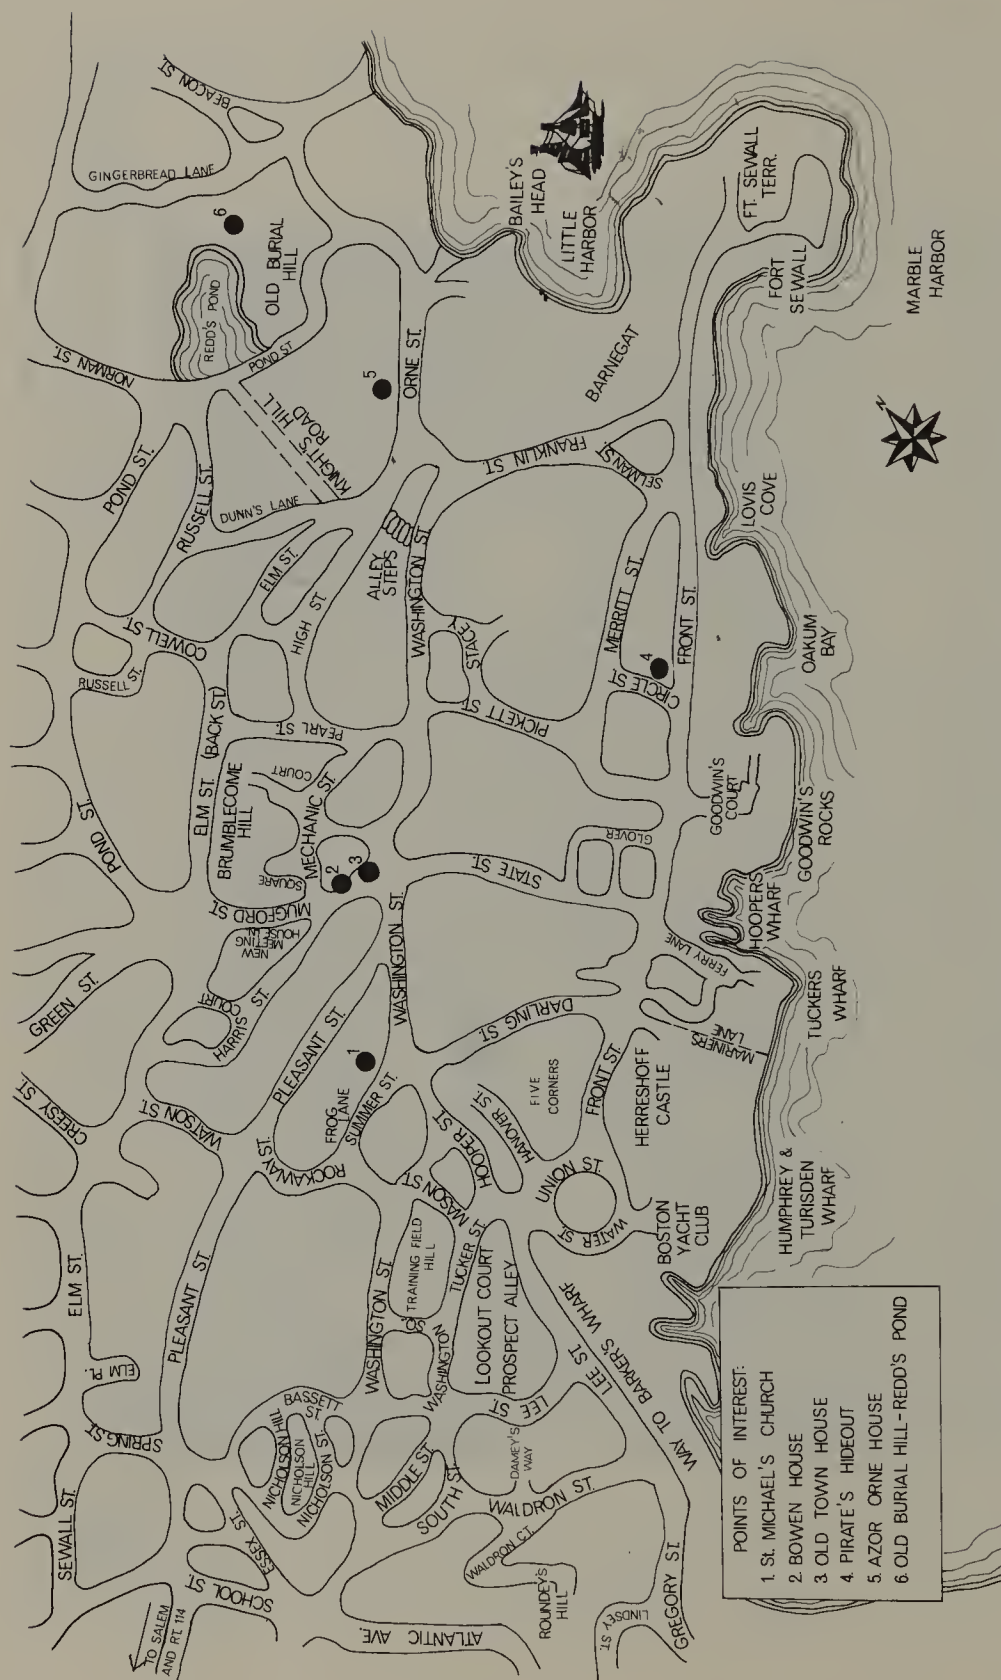 BEACON ST.
GINGERBREAD LANE
6
OLD BURIAL
HILL
REDD'S POND
NORMAN ST.
POND ST
BAILEY'S
HEAD
LITTLE
HARBOR
FT. SEWALL
TERR.
FORT
SEWALL
MARBLE
HARBOR
N
5
ORNE ST.
BARNEGAT
KNIGHT'S HILL
ROAD
DUNN'S LANE
POND ST.
RUSSELL ST.
FRANKLIN ST.
SELMAN ST.
LOVIS
COVE
ELM ST.
ALLEY
STEPS
WASHINGTON ST.
HIGH ST.
COWELL ST.
RUSSELL ST.
STACEY
MERRITT ST.
FRONT ST.
4
CIRCLE ST.
OAKUM
BAY
PICKETT ST.
PEARL ST.
ELM ST. (BACK ST.)
COURT
BRUMBLECOME
HILL
MECHANIC ST.
SQUARE
2
3
MUGFORD ST.
POND ST.
STATE ST.
GLOVER
GOODWIN'S
COURT
GOODWIN'S
ROCKS
HOOPERS
WHARF
NEW
MEETING
HOUSE LN.
GREEN ST.
COURT
HARRIS ST.
WASHINGTON ST.
FERRY LANE
TUCKERS
WHARF
MARINERS
LANE
DARLING ST.
PLEASANT ST.
1
FROG
LANE
SUMMER ST.
CREESY ST.
WATSON ST.
ROCKAWAY ST.
HOOPER ST.
HANOVER ST.
FIVE
CORNERS
FRONT ST.
HERRESHOFF
CASTLE
MASON ST.
UNION ST.
WATER ST.
BOSTON
YACHT
CLUB
HUMPHREY &
TURISDEN
WHARF
ELM ST.
PLEASANT ST.
ELM PL.
SPRING ST.
WASHINGTON ST.
TRAINING FIELD
HILL
TUCKER ST.
LOOKOUT COURT
PROSPECT ALLEY
WASHINGTON SQ.
LEE ST.
LEE ST.
WAY TO BARKER'S WHARF
BASSETT
ST.
NICHOLSON HILL
NICHOLSON
HILL
NICHOLSON ST.
MIDDLE ST.
SOUTH ST.
DAMEY'S
WAY
WALDRON ST.
WALDRON CT.
ROUNDEY'S
HILL
SEWALL ST.
ESSEX ST.
SCHOOL ST.
TO SALEM
AND RT. 114
ATLANTIC AVE.
LINDSEY
ST.
GREGORY ST.
POINTS OF INTEREST:
1. St. MICHAEL'S CHURCH
2. BOWEN HOUSE
3 OLD TOWN HOUSE
4. PIRATE'S HIDEOUT
5. AZOR ORNE HOUSE
6. OLD BURIAL HILL-REDD'S POND